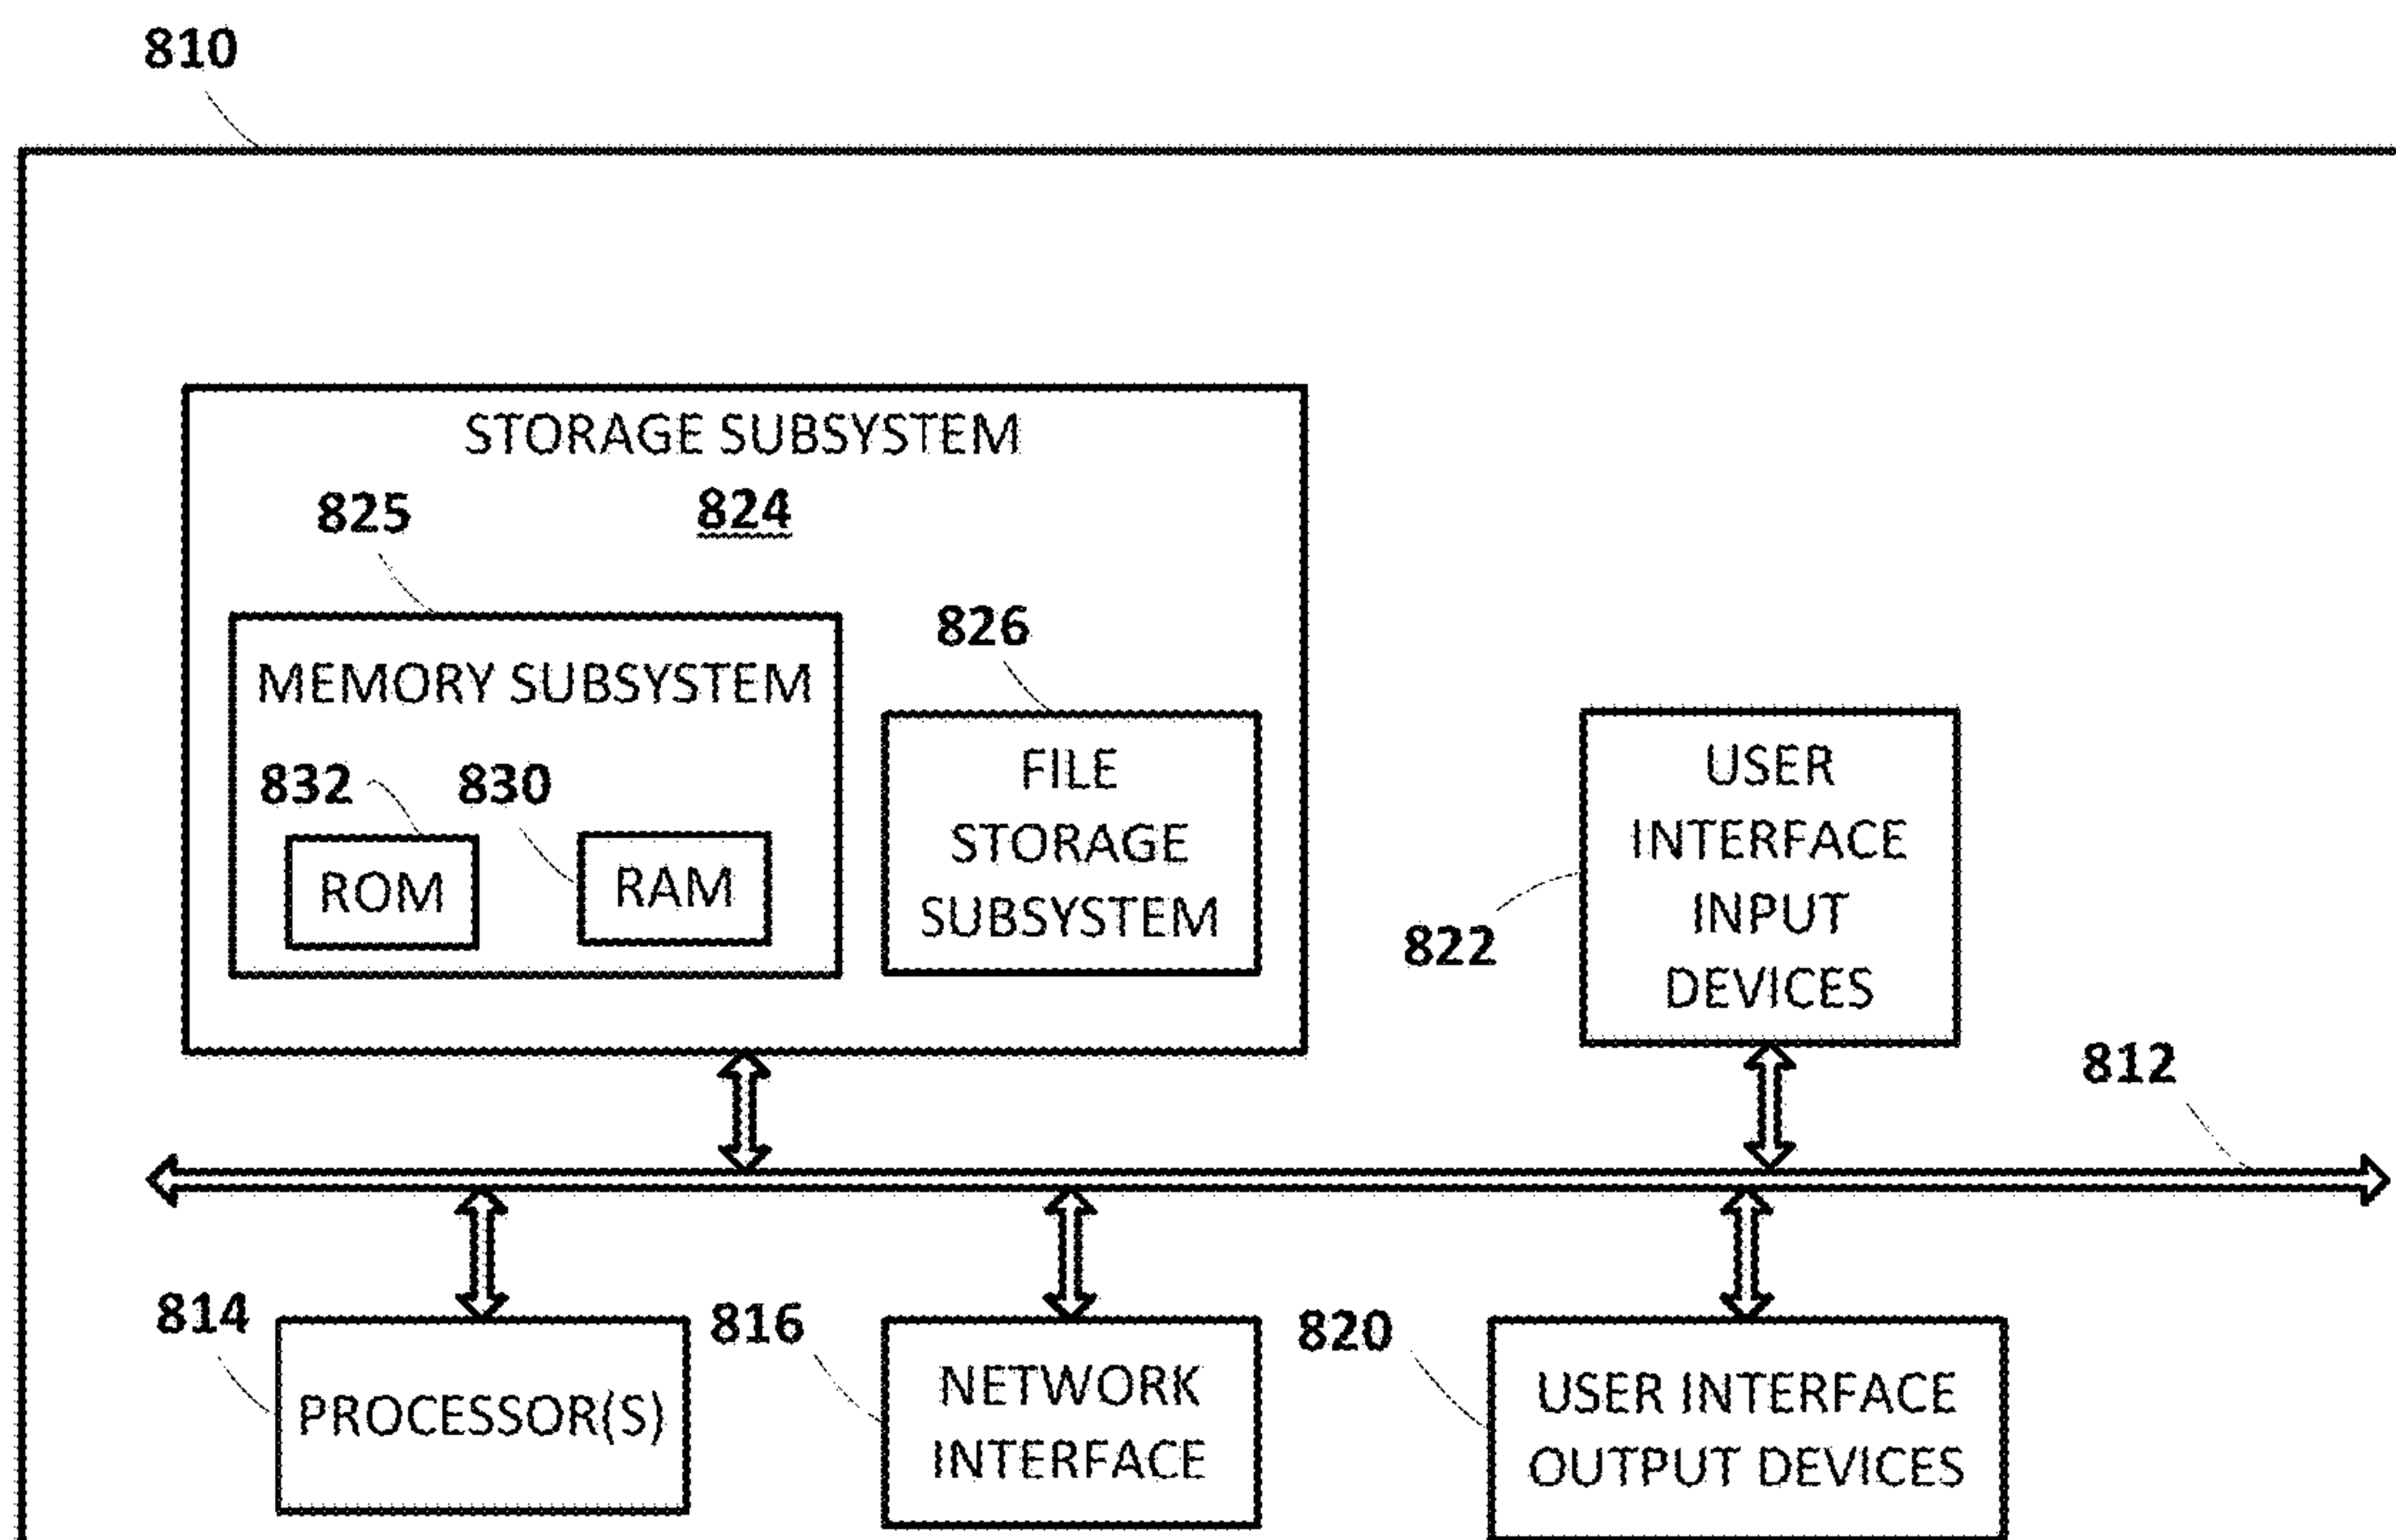 810
STORAGE SUBSYSTEM
825
824
826
MEMORY SUBSYSTEM
832
830
ROM
RAM
FILE
STORAGE
SUBSYSTEM
USER
INTERFACE
INPUT
DEVICES
822
812
814
816
820
PROCESSOR(S)
NETWORK
INTERFACE
USER INTERFACE
OUTPUT DEVICES